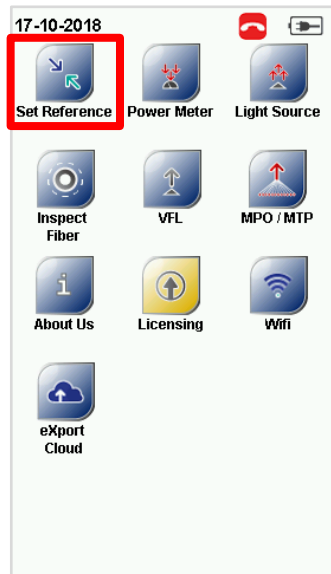 17-10-2018
Set Reference Power Meter Light Source
Inspect Fiber VFL MPO / MTP
About Us Licensing Wifi
eXport
Cloud